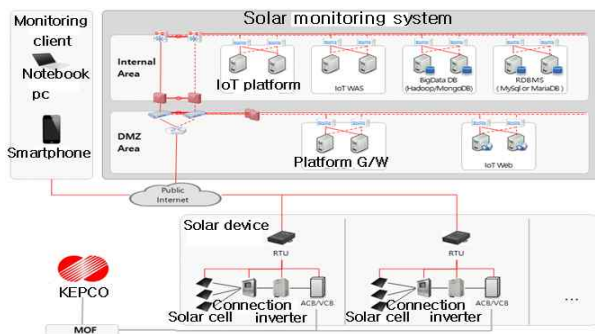 Monitoring
client
Notebook
pc
Smartphone
Solar monitoring system
Internal
Area
IoT platform
IoT WAS
BigData DB
(Hadoop/MongoDB)
RDBMS
( MySql or MariaDB )
DMZ
Area
Platform G/W
IoT Web
Public
Internet
Solar device
RTU
RTU
Connection
Solar cell
inverter
ACB/VCB
Connection
Solar cell
inverter
ACB/VCB
...
KEPCO
MOF